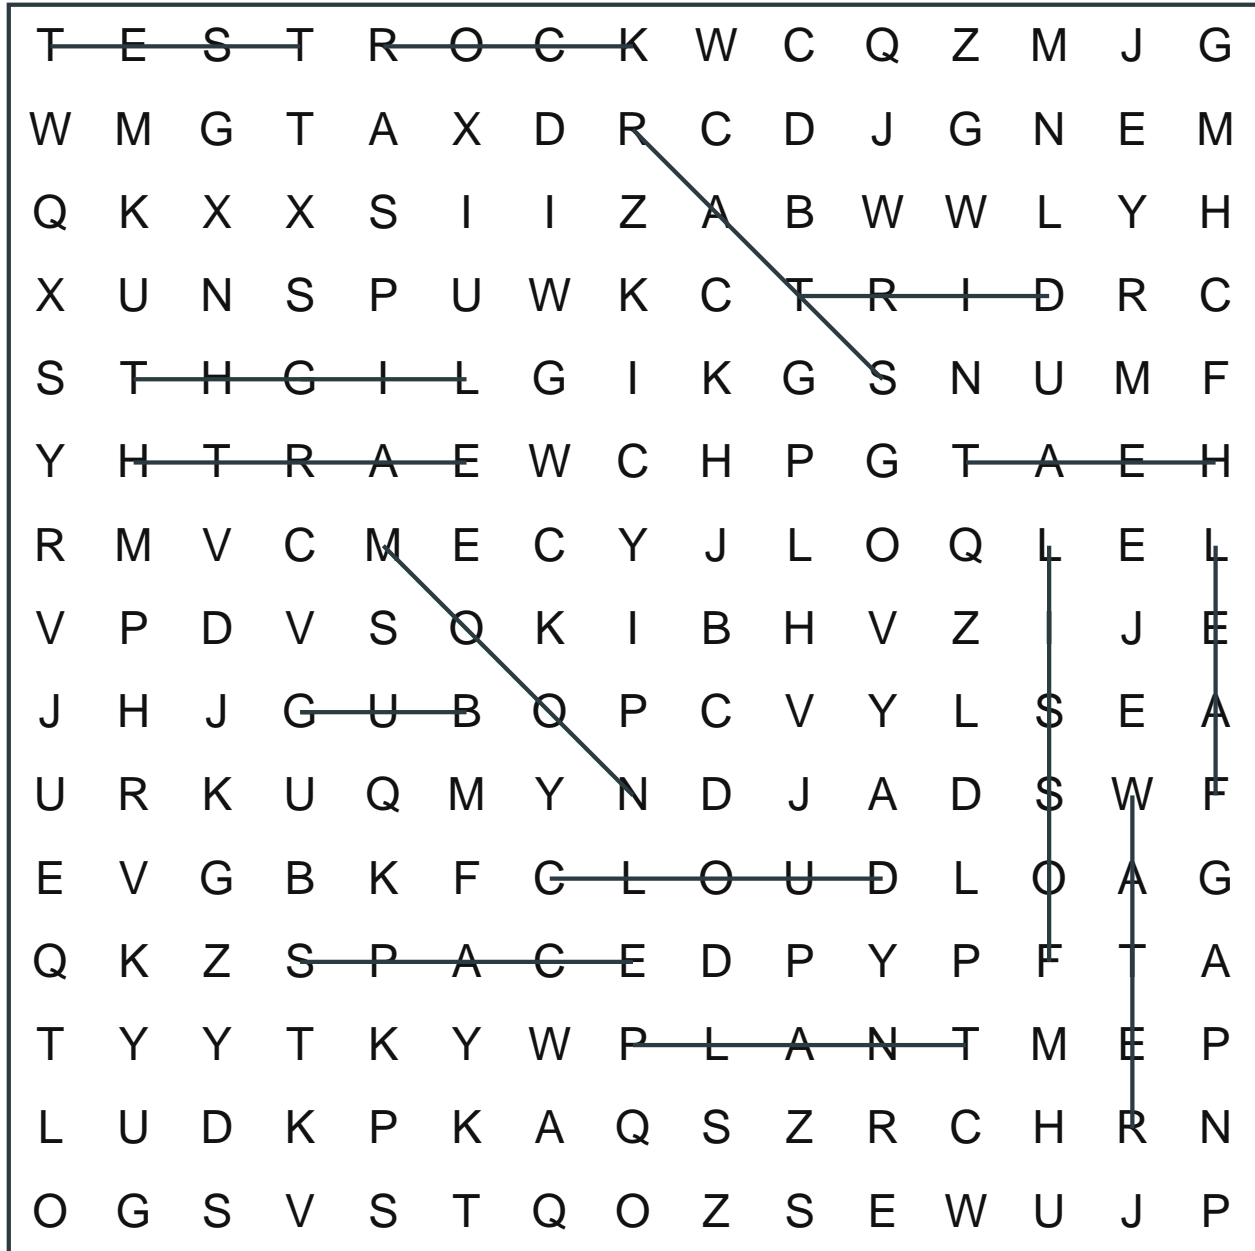 T E S T R O C K W C Q Z M J G
W M G T A X D R C D J G N E M
Q K X X S I I Z A B W W L Y H
X U N S P U W K C T R I D R C
S T H G I L G I K G S N U M F
Y H T R A E W C H P G T A E H
R M V C M E C Y J L O Q L E L
V P D V S O K I B H V Z I J E
J H J G U B O P C V Y L S E A
U R K U Q M Y N D J A D S W F
E V G B K F C L O U D L O A G
Q K Z S P A C E D P Y P F T A
T Y Y T K Y W P L A N T M E P
L U D K P K A Q S Z R C H R N
O G S V S T Q O Z S E W U J P